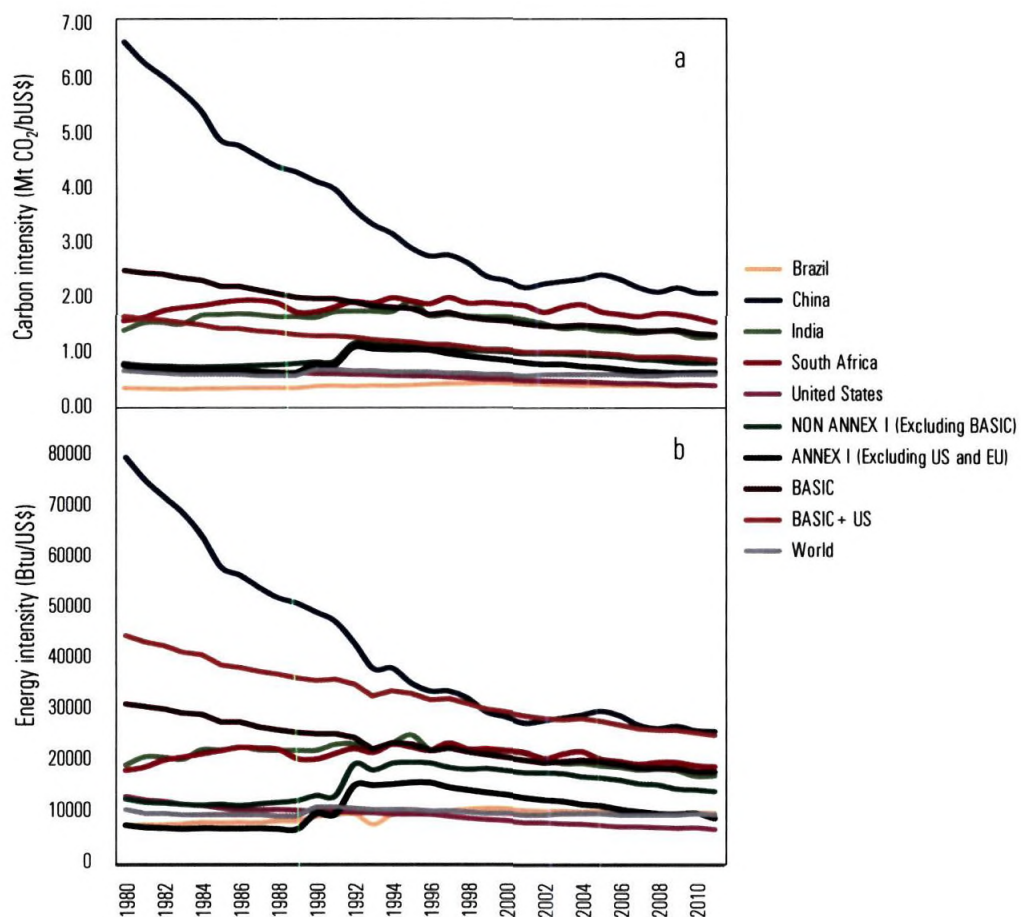 a
Carbon intensity (Mt CO₂/bUS$)
7.00
6.00
5.00
4.00
3.00
2.00
1.00
0.00
b
Energy intensity (Btu/US$)
80000
70000
60000
50000
40000
30000
20000
10000
0
1980
1982
1984
1986
1988
1990
1992
1994
1996
1998
2000
2002
2004
2006
2008
2010
Brazil
China
India
South Africa
United States
NON ANNEX I (Excluding BASIC)
ANNEX I (Excluding US and EU)
BASIC
BASIC + US
World